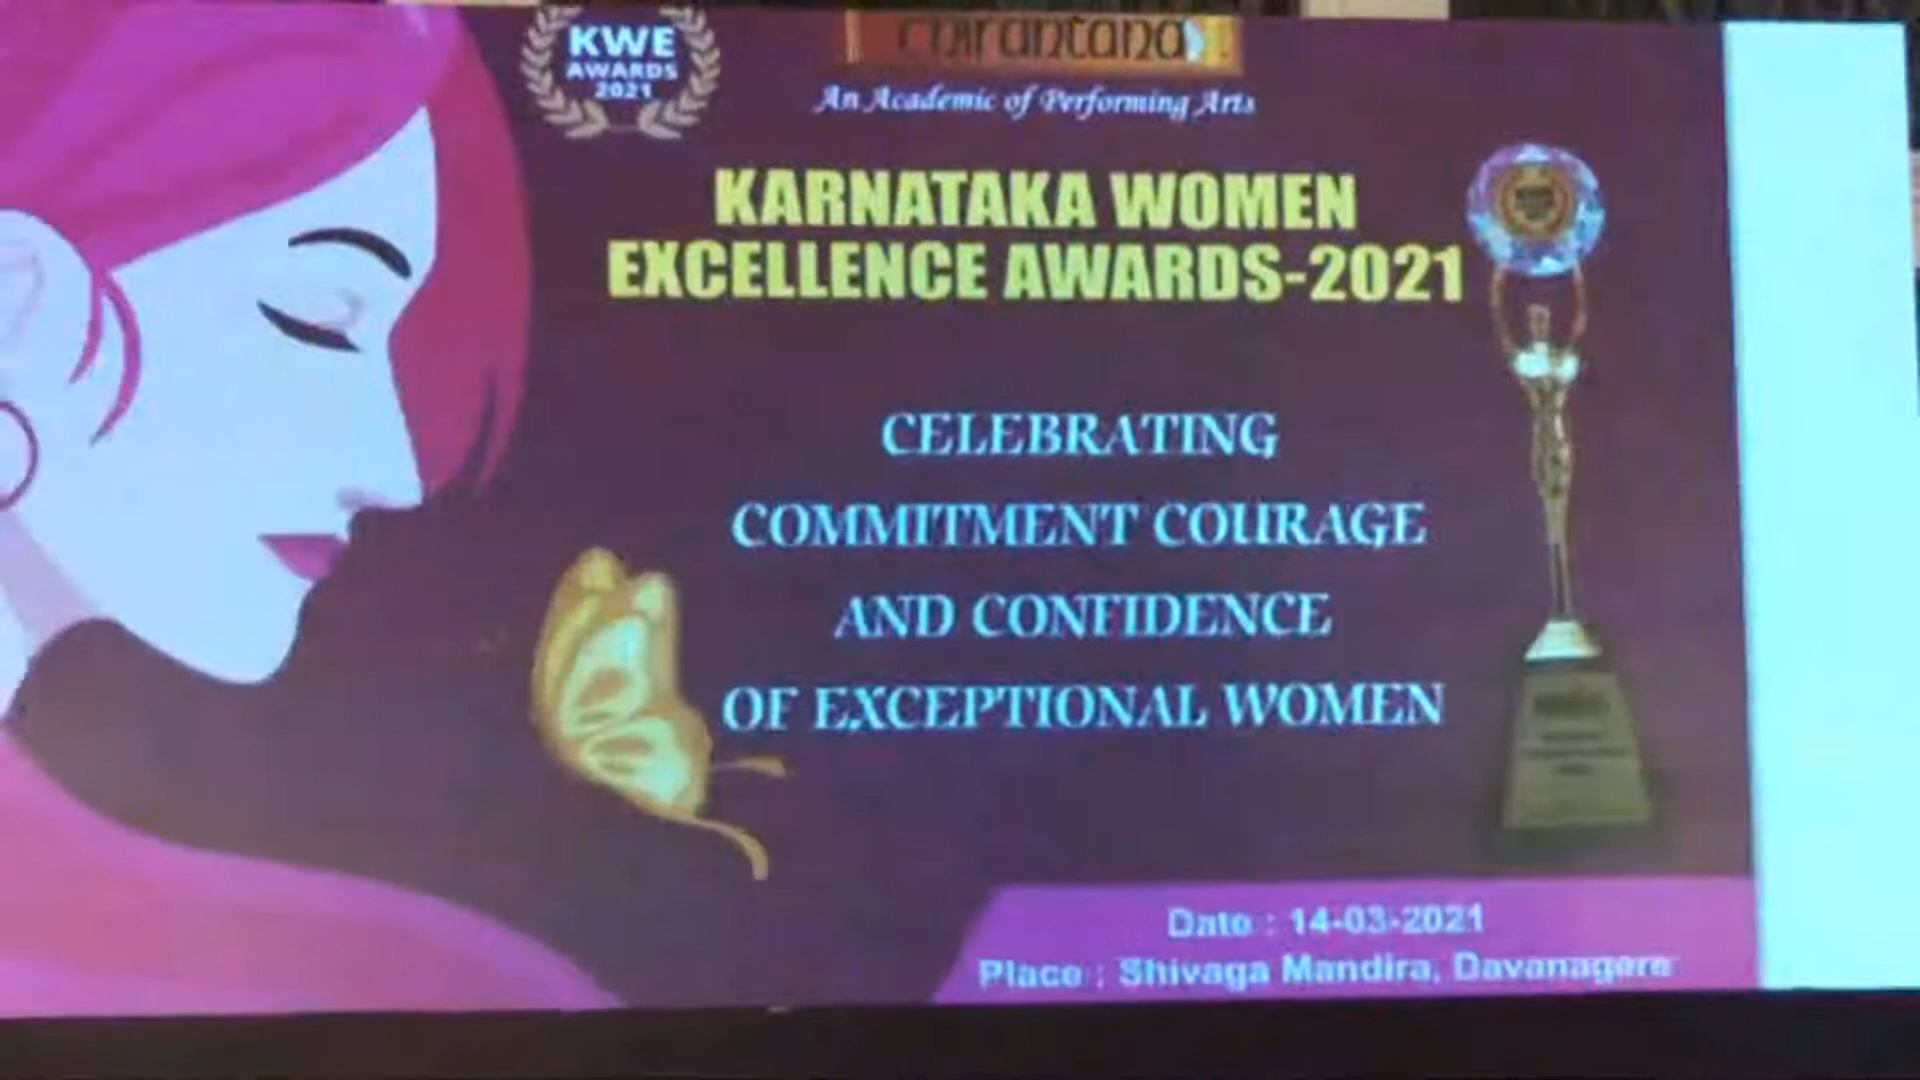 KWE
AWARDS
2021
chirantana
An Academic of Performing Arts
KARNATAKA WOMEN
EXCELLENCE AWARDS-2021
CELEBRATING
COMMITMENT COURAGE
AND CONFIDENCE
OF EXCEPTIONAL WOMEN
Date : 14-03-2021
Place : Shivaga Mandira, Davanagere